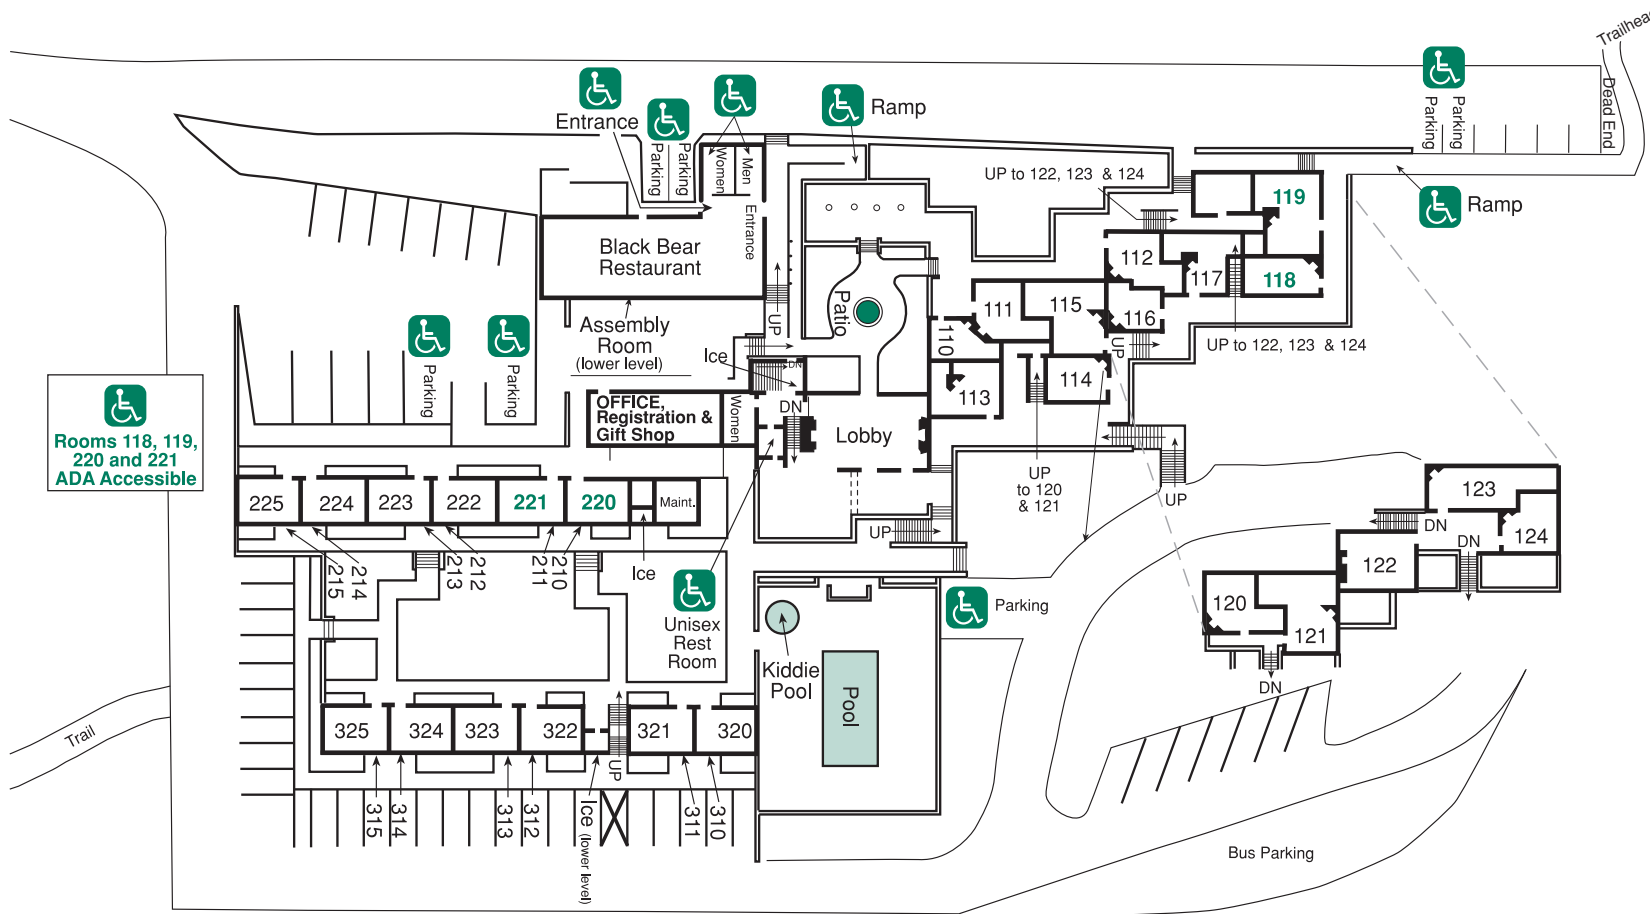 Trailhead
Entrance
Parking
Parking
Women
Men
Entrance
Ramp
UP to 122, 123 & 124
Parking
Parking
Dead End
Ramp
119
118
117
112
116
115
111
110
113
114
UP
UP to 122, 123 & 124
Black Bear
Restaurant
Assembly
Room
(lower level)
Patio
UP
Ice
DN
DN
Parking
Parking
Rooms 118, 119,
220 and 221
ADA Accessible
OFFICE,
Registration &
Gift Shop
Women
Lobby
UP
to 120
& 121
UP
UP
225
224
223
222
221
220
Maint.
Ice
215
214
213
212
211
210
Unisex
Rest
Room
Parking
Kiddie
Pool
Pool
123
124
122
DN
DN
120
121
DN
325
324
323
322
321
320
UP
315
314
313
312
Ice (lower level)
311
310
Trail
Bus Parking